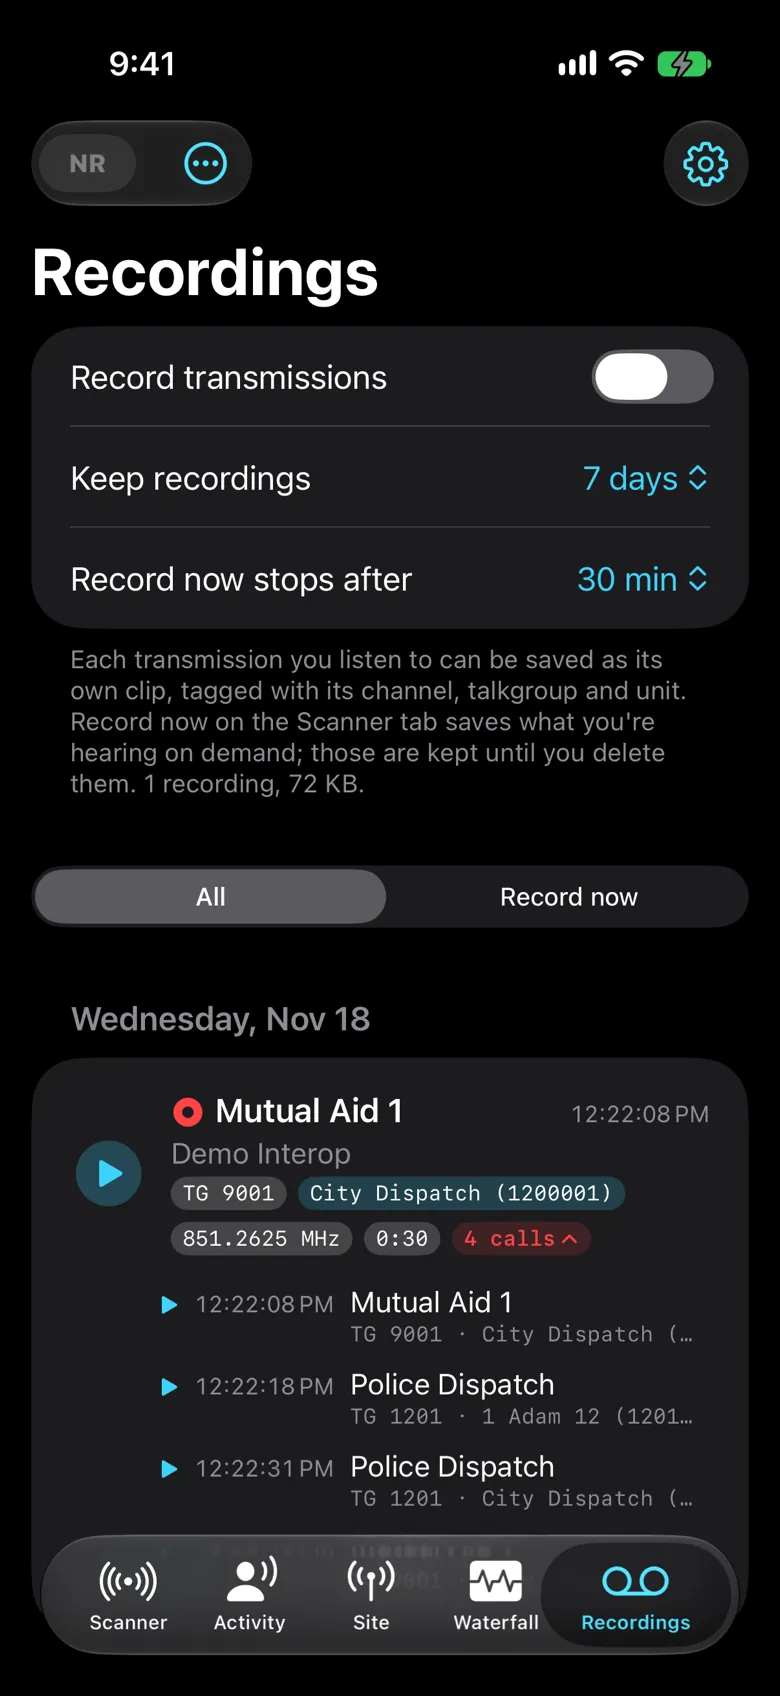 9:41
NR
Recordings
Record transmissions
Keep recordings 7 days
Record now stops after 30 min
Each transmission you listen to can be saved as its
own clip, tagged with its channel, talkgroup and unit.
Record now on the Scanner tab saves what you're
hearing on demand; those are kept until you delete
them. 1 recording, 72 KB.
All Record now
Wednesday, Nov 18
Mutual Aid 1 12:22:08 PM
Demo Interop
TG 9001 City Dispatch (1200001)
851.2625 MHz 0:30 4 calls
12:22:08 PM Mutual Aid 1
TG 9001 · City Dispatch (…
12:22:18 PM Police Dispatch
TG 1201 · 1 Adam 12 (1201…
12:22:31 PM Police Dispatch
TG 1201 · City Dispatch (…
Scanner Activity Site Waterfall Recordings